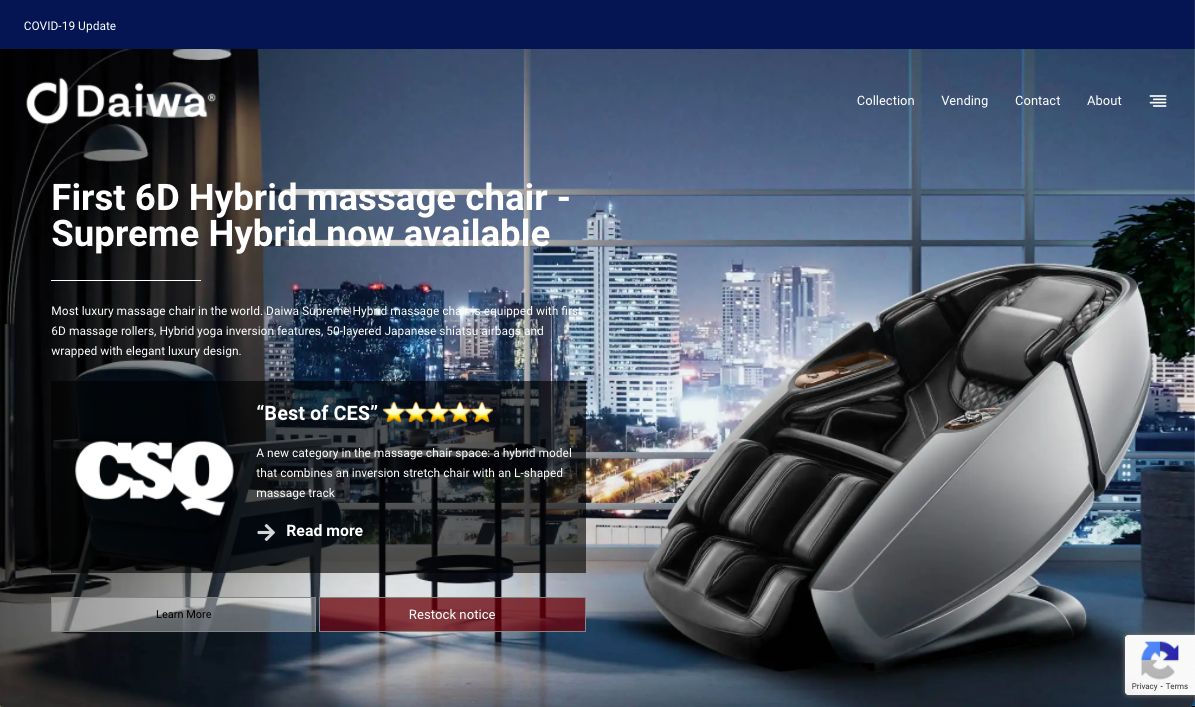 COVID-19 Update
Daiwa®
Collection
Vending
Contact
About
First 6D Hybrid massage chair -
Supreme Hybrid now available
Most luxury massage chair in the world. Daiwa Supreme Hybrid massage chair is equipped with first
6D massage rollers, Hybrid yoga inversion features, 50-layered Japanese shiatsu airbags and
wrapped with elegant luxury design.
“Best of CES” ⭐⭐⭐⭐⭐
CSQ
A new category in the massage chair space: a hybrid model
that combines an inversion stretch chair with an L-shaped
massage track
Read more
Learn More
Restock notice
Privacy - Terms